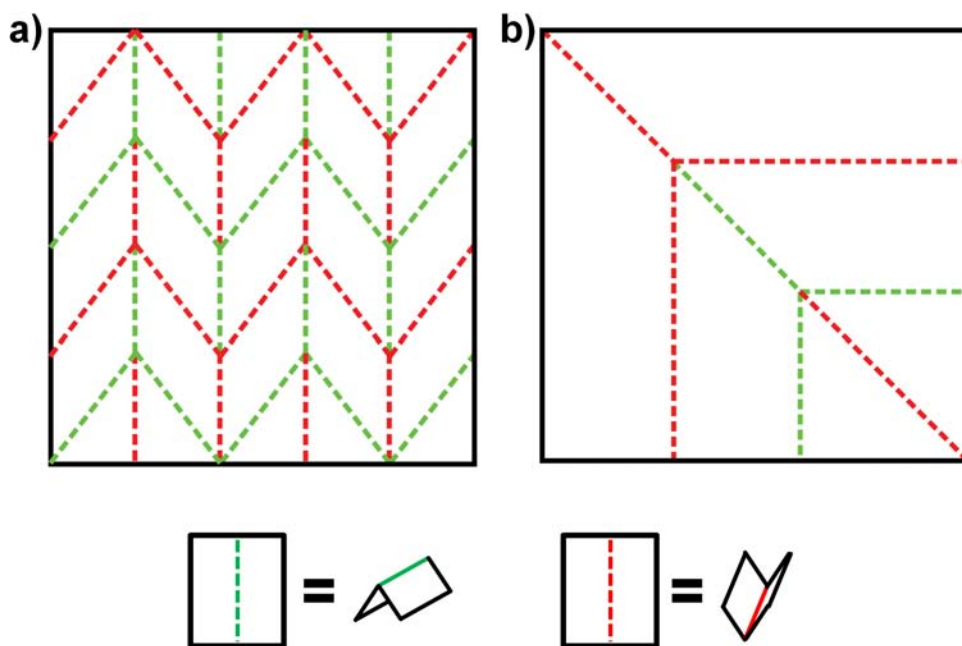 a)
b)
=
=